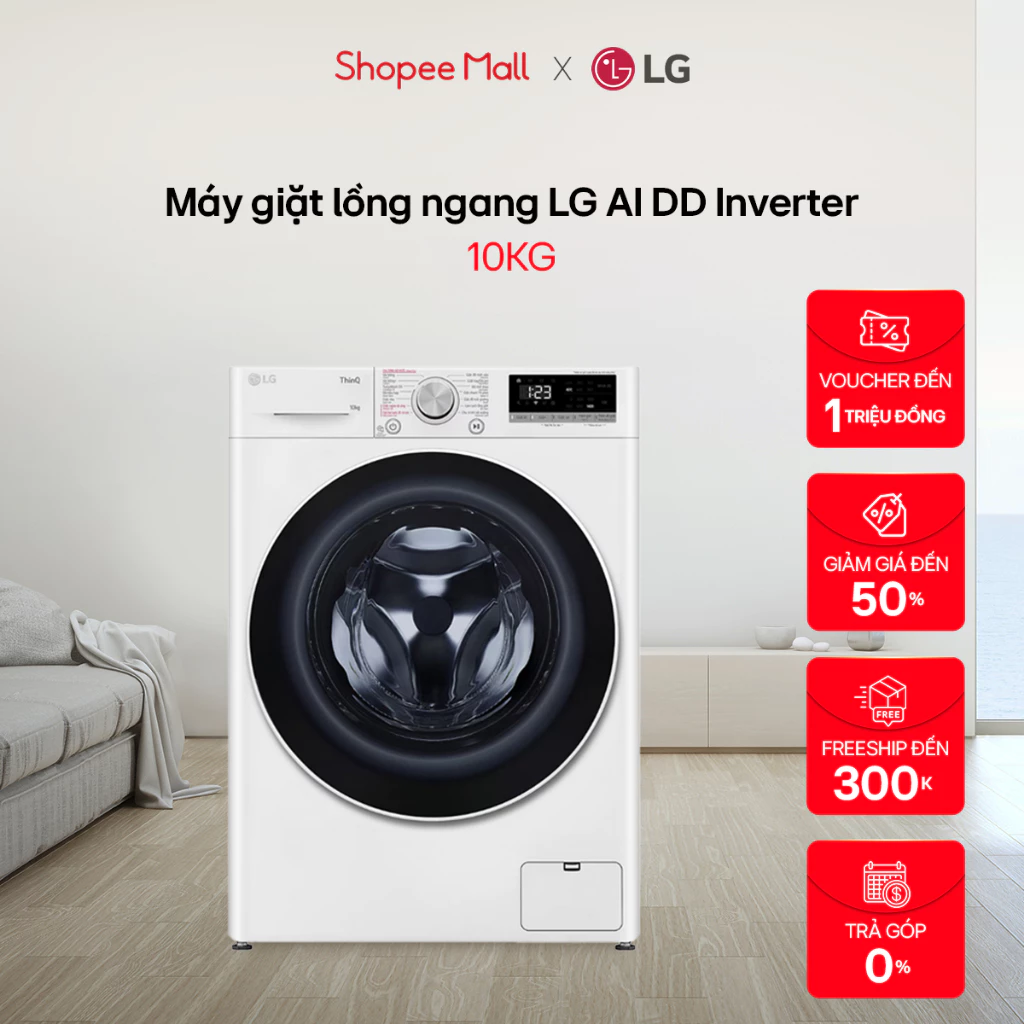 Shopee Mall X LG
Máy giặt lồng ngang LG AI DD Inverter
10KG
VOUCHER ĐẾN
1 TRIỆU ĐỒNG
GIẢM GIÁ ĐẾN
50%
FREE
FREESHIP ĐẾN
300K
TRẢ GÓP
0%
LG
ThinQ
10kg
1:23